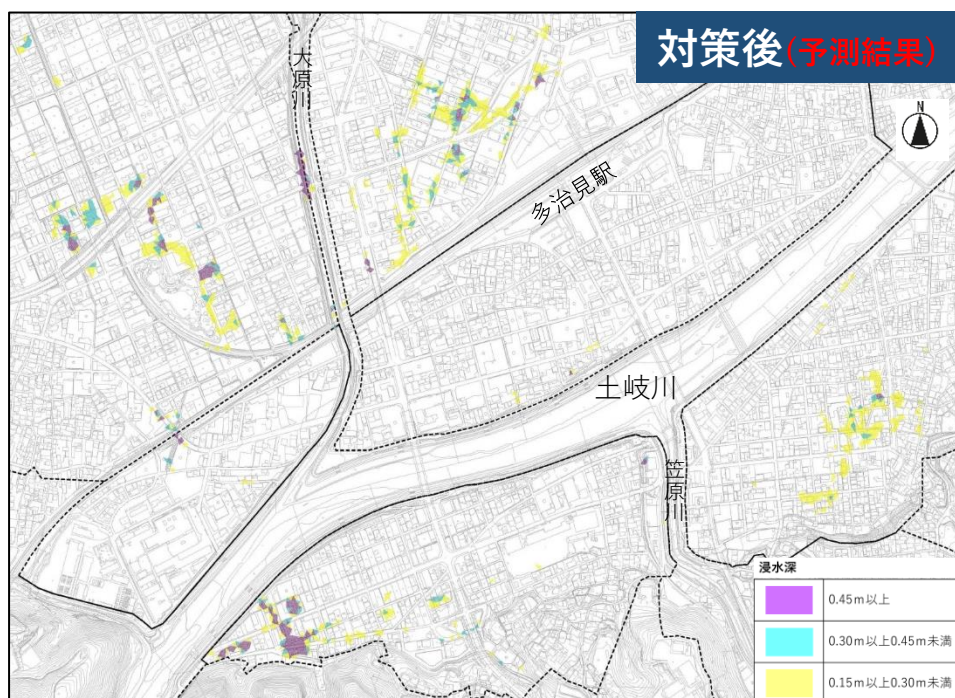 対策後(予測結果)
大原川
N
多治見駅
土岐川
笠原川
浸水深
0.45m以上
0.30m以上0.45m未満
0.15m以上0.30m未満